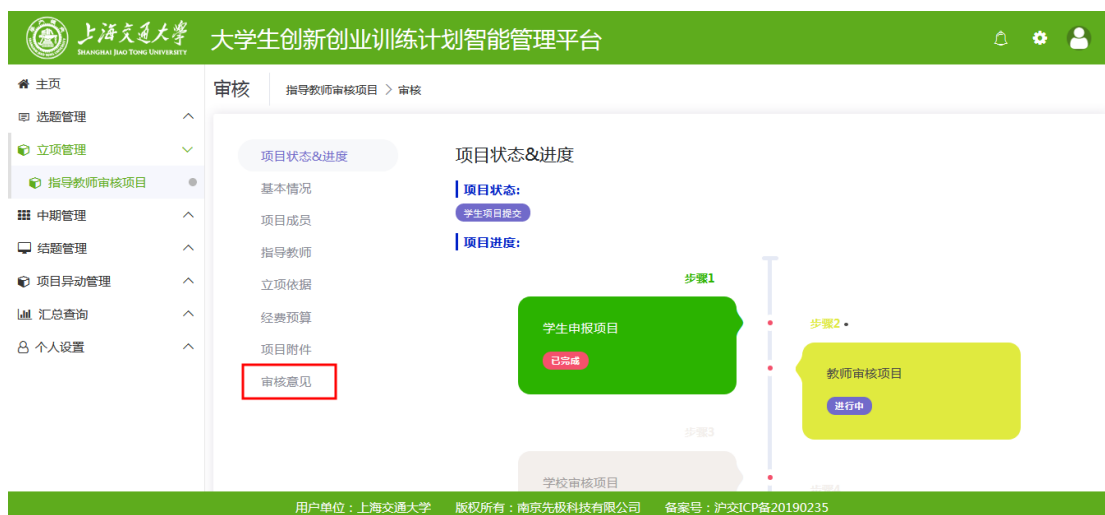 上海交通大学
SHANGHAI JIAO TONG UNIVERSITY
大学生创新创业训练计划智能管理平台
主页
选题管理
立项管理
指导教师审核项目
中期管理
结题管理
项目异动管理
汇总查询
个人设置
审核
指导教师审核项目 > 审核
项目状态&进度
基本情况
项目成员
指导教师
立项依据
经费预算
项目附件
审核意见
项目状态&进度
项目状态:
学生项目提交
项目进度:
步骤1
学生申报项目
已完成
步骤2
教师审核项目
进行中
步骤3
学校审核项目
步骤4
用户单位：上海交通大学 版权所有：南京先极科技有限公司 备案号：沪交ICP备20190235